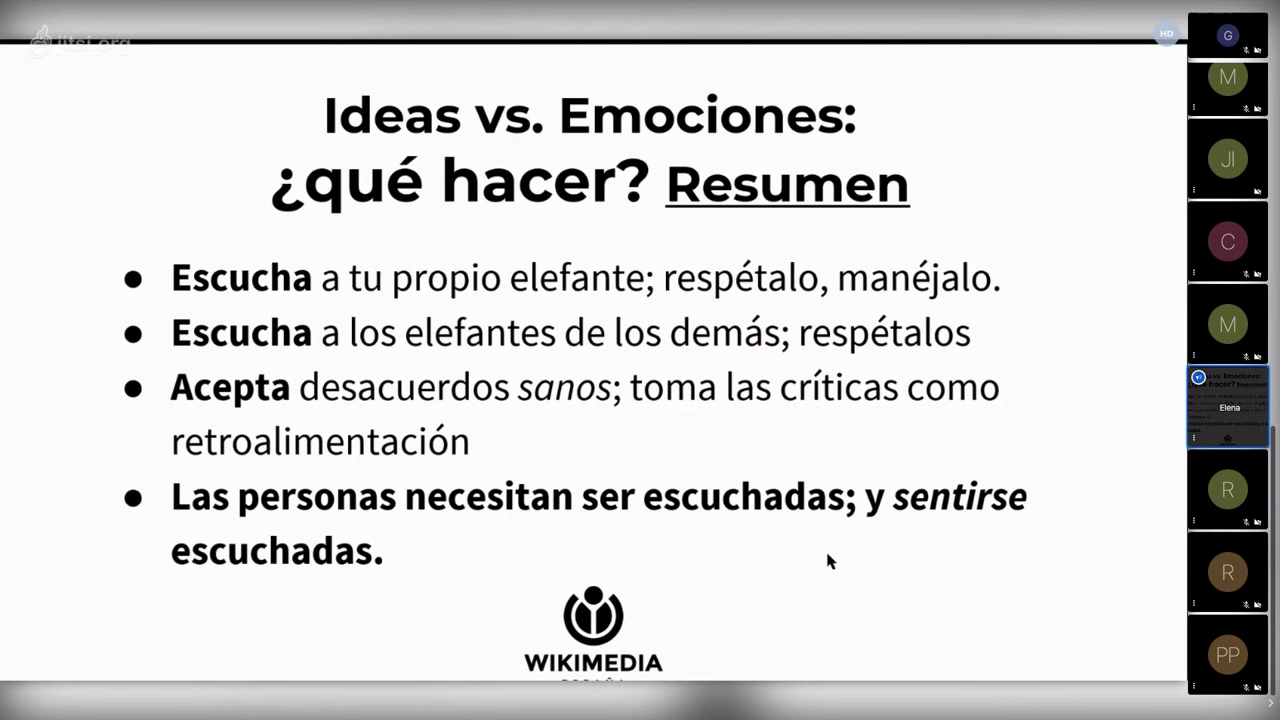 jitsi.org
HD
Ideas vs. Emociones:
¿qué hacer? Resumen
● Escucha a tu propio elefante; respétalo, manéjalo.
● Escucha a los elefantes de los demás; respétalos
● Acepta desacuerdos sanos; toma las críticas como
retroalimentación
● Las personas necesitan ser escuchadas; y sentirse
escuchadas.
WIKIMEDIA
G
M
JI
C
M
Elena
R
R
PP